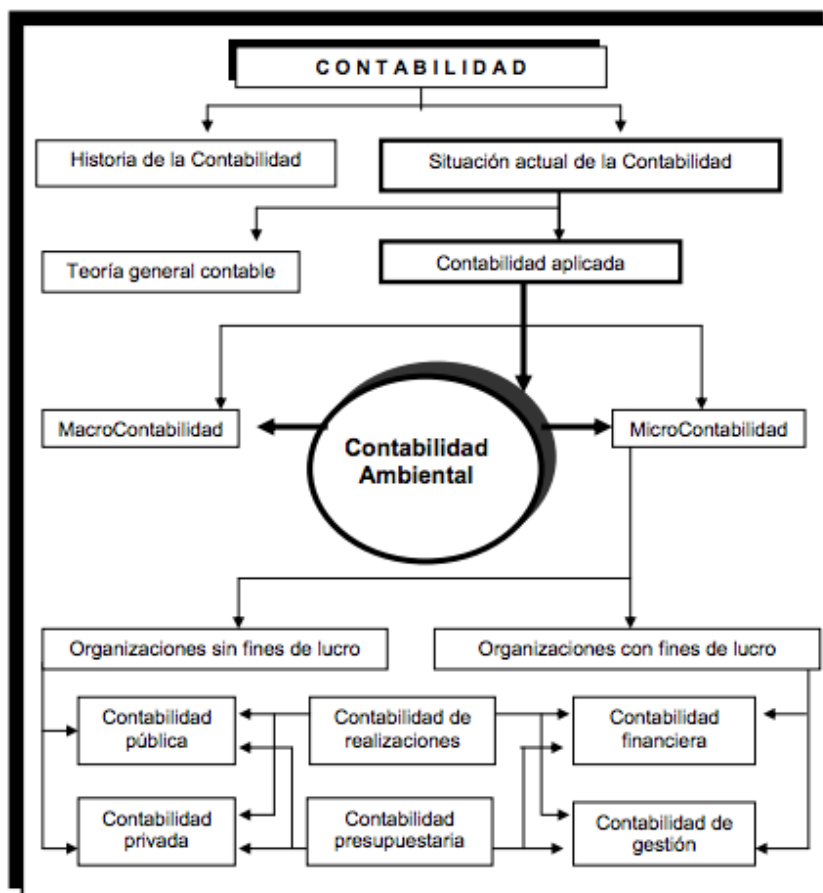 CONTABILIDAD
Historia de la Contabilidad
Situación actual de la Contabilidad
Teoría general contable
Contabilidad aplicada
MacroContabilidad
Contabilidad
Ambiental
MicroContabilidad
Organizaciones sin fines de lucro
Organizaciones con fines de lucro
Contabilidad
pública
Contabilidad de
realizaciones
Contabilidad
financiera
Contabilidad
privada
Contabilidad
presupuestaria
Contabilidad de
gestión